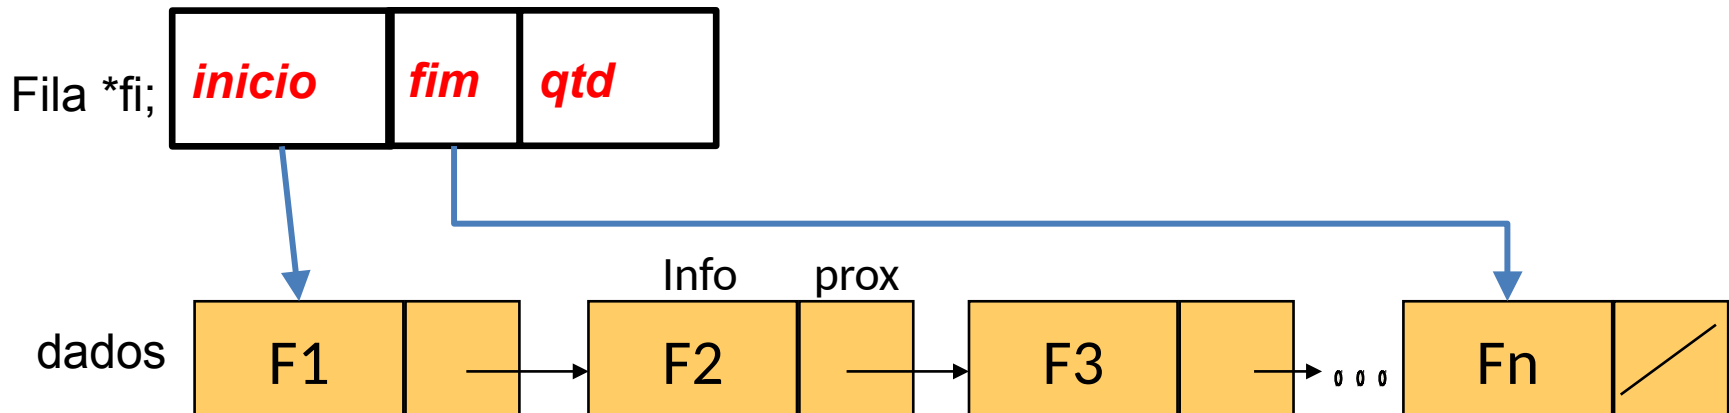 Fila *fi; inicio fim qtd
Info prox
dados F1 F2 F3 ... Fn